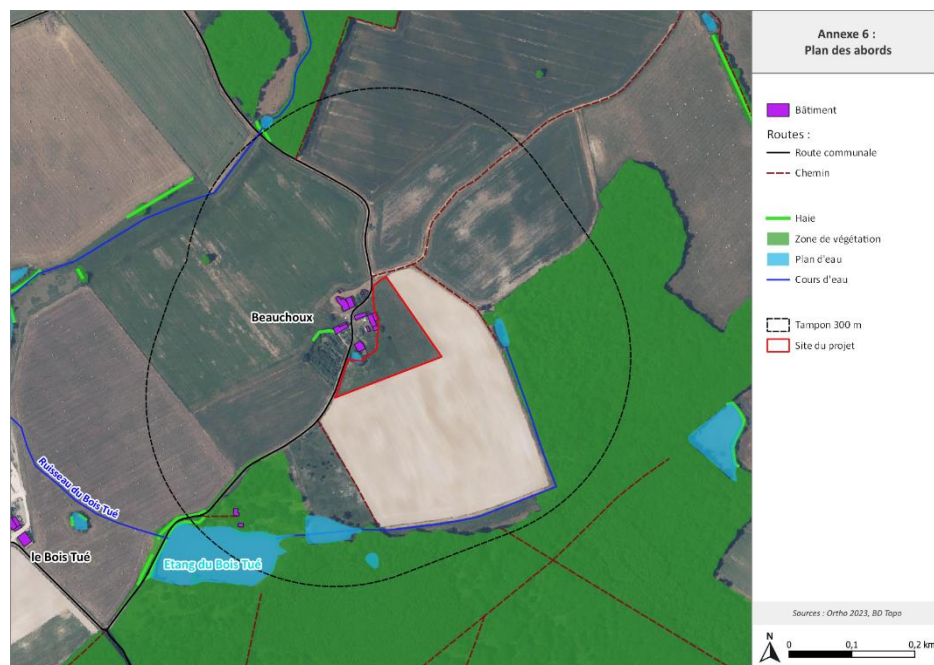 Annexe 6 :
Plan des abords
Bâtiment
Routes :
Route communale
Chemin
Haie
Zone de végétation
Plan d'eau
Cours d'eau
Tampon 300 m
Site du projet
Beauchoux
Ruisseau du Bois Tué
le Bois Tué
Etang du Bois Tué
Sources : Ortho 2023, BD Topo
N
0 0,1 0,2 km